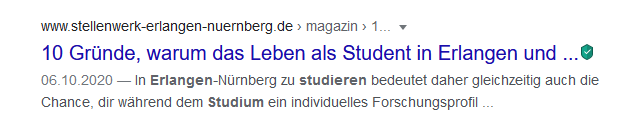 www.stellenwerk-erlangen-nuernberg.de › magazin › 1...
10 Gründe, warum das Leben als Student in Erlangen und ...
06.10.2020 — In Erlangen-Nürnberg zu studieren bedeutet daher gleichzeitig auch die
Chance, dir während dem Studium ein individuelles Forschungsprofil ...